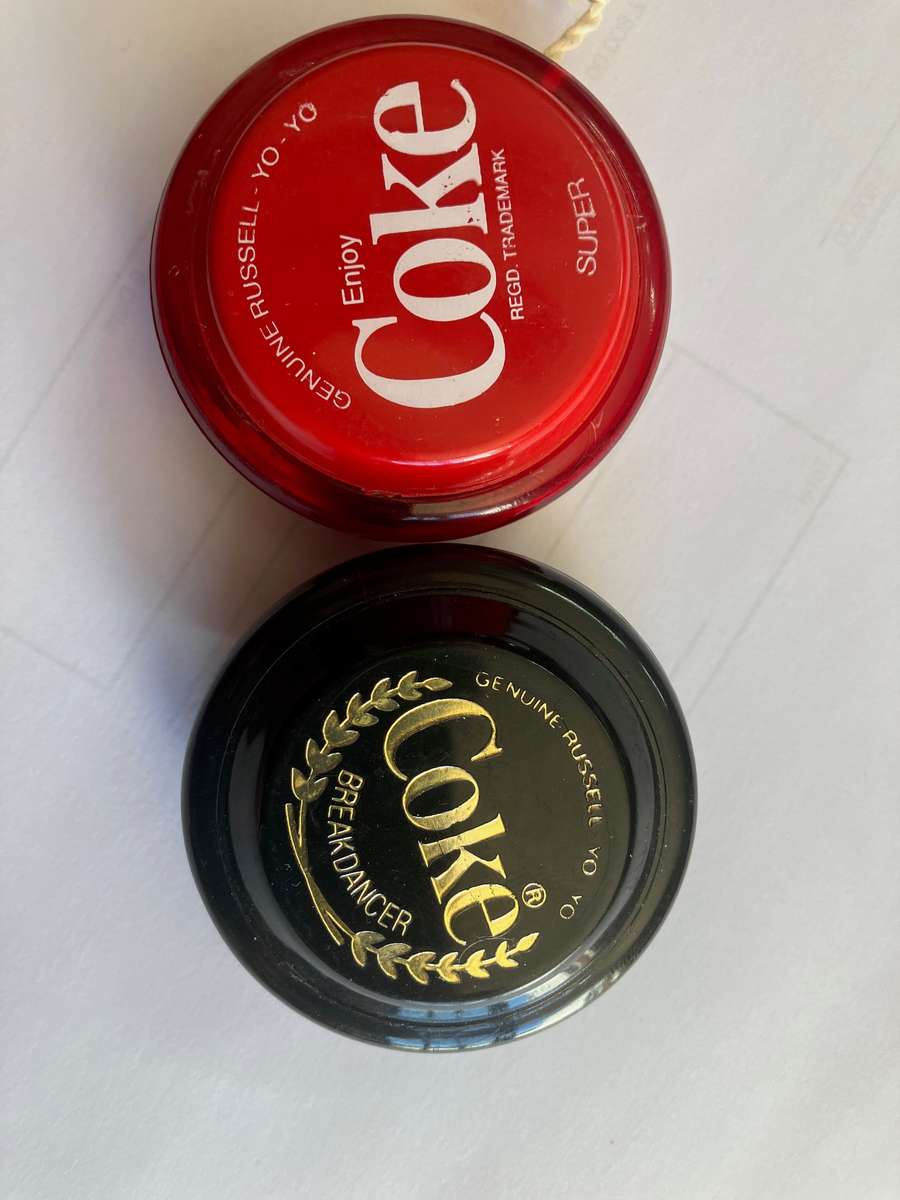 GENUINE RUSSELL - YO - YO
Enjoy
Coke
REGD. TRADEMARK
SUPER
GENUINE RUSSELL YO YO
Coke®
BREAKDANCER